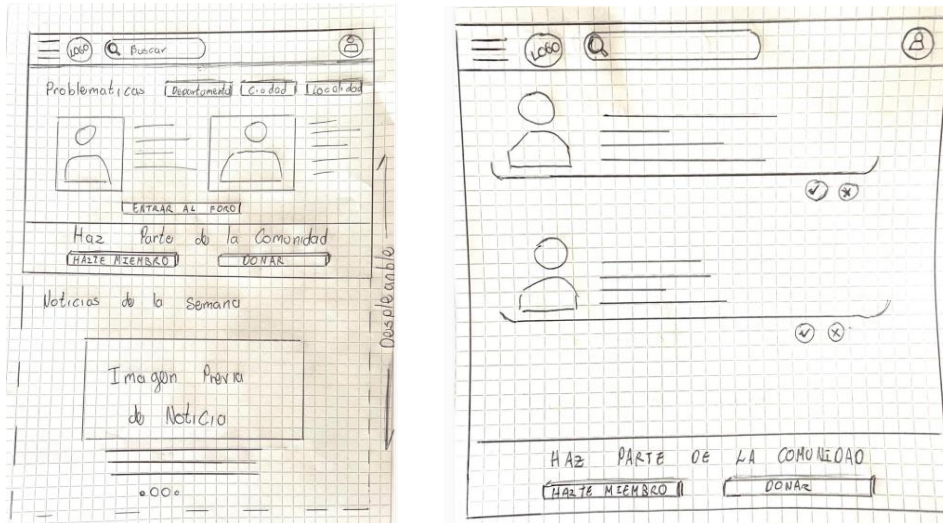 LOGO Buscar
Problematicas Departamento Ciudad Localidad
ENTRAR AL FORO
Haz Parte de la Comunidad
HAZTE MIEMBRO DONAR
Despleanble
Noticias de la Semana
Imagen Previa
de Noticia
LOGO
HAZ PARTE DE LA COMUNIDAD
HAZTE MIEMBRO DONAR